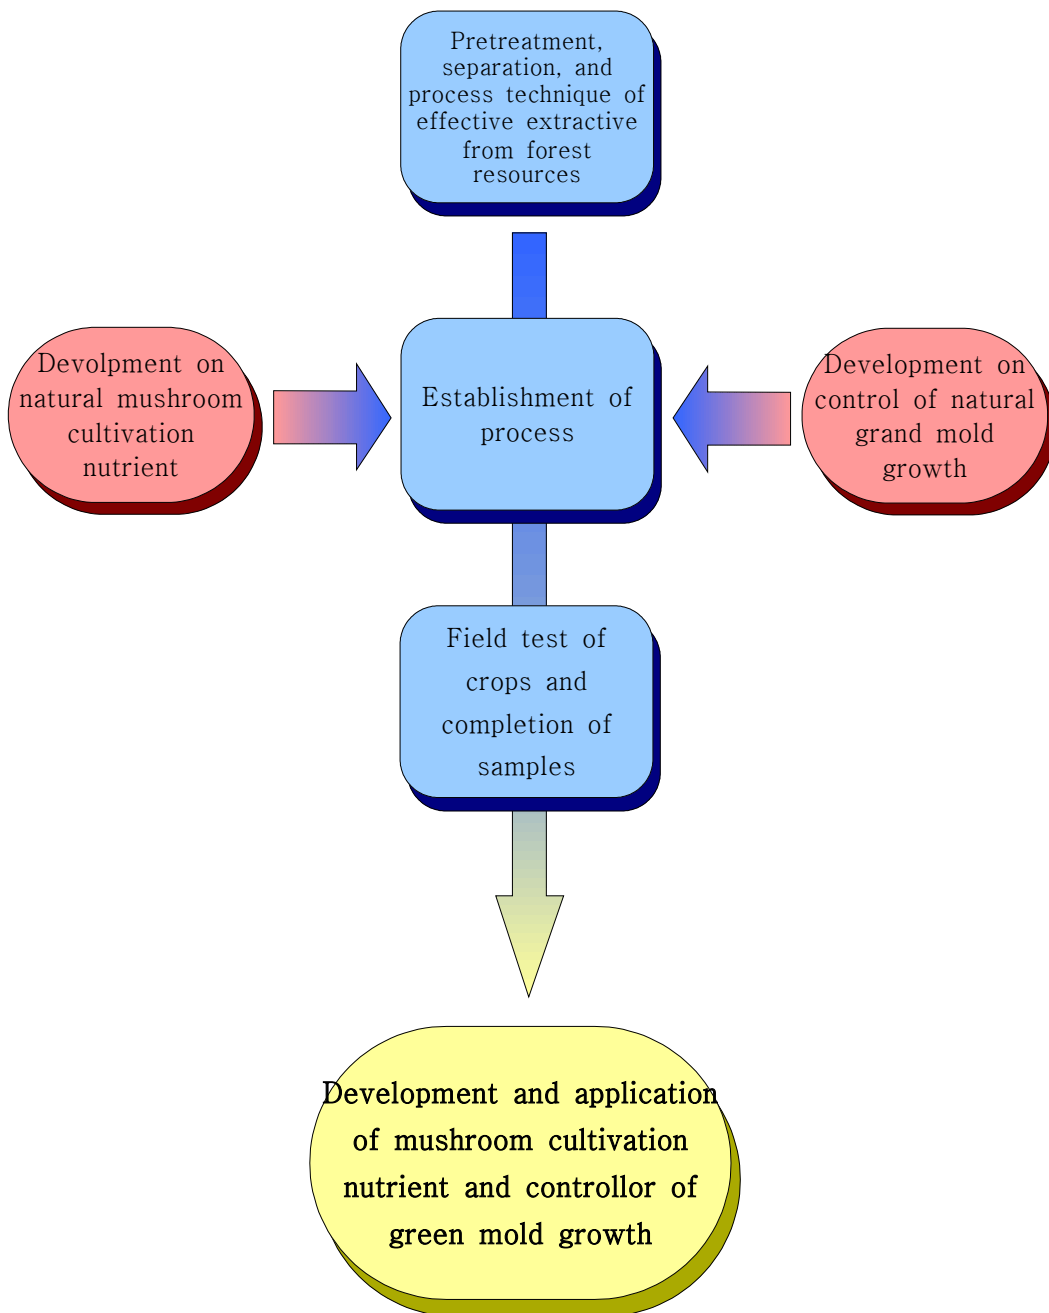 Pretreatment,
separation, and
process technique of
effective extractive
from forest
resources
Devolpment on
natural mushroom
cultivation
nutrient
Establishment of
process
Development on
control of natural
grand mold
growth
Field test of
crops and
completion of
samples
Development and application
of mushroom cultivation
nutrient and controllor of
green mold growth